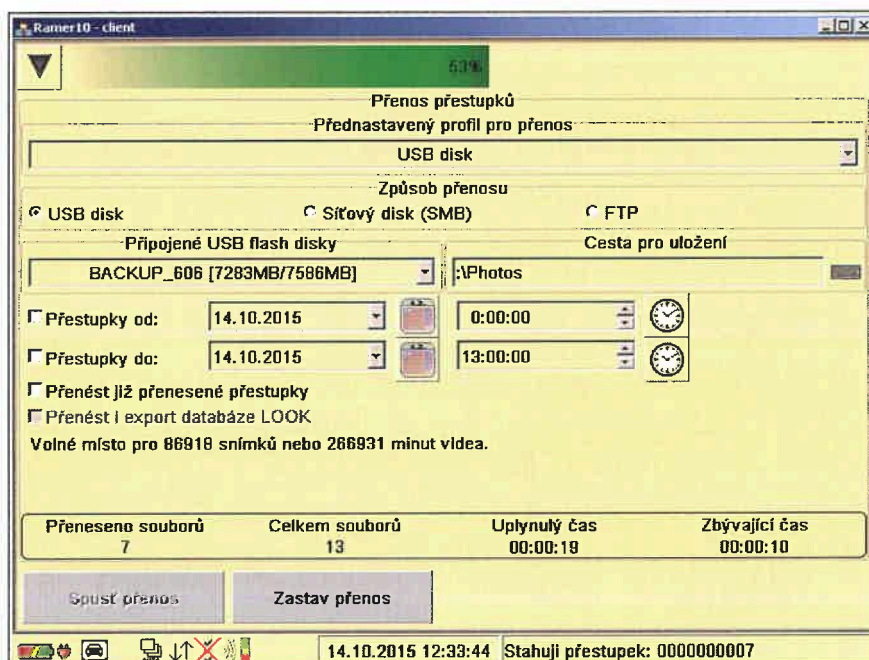 Ramer10 - client
53%
Přenos přestupků
Přednastavený profil pro přenos
USB disk
Způsob přenosu
USB disk Síťový disk (SMB) FTP
Připojené USB flash disky Cesta pro uložení
BACKUP_606 [7283MB/7586MB] :\Photos
Přestupky od: 14.10.2015 0:00:00
Přestupky do: 14.10.2015 13:00:00
Přenést již přenesené přestupky
Přenést i export databáze LOOK
Volné místo pro 86918 snímků nebo 266931 minut videa.
Přeneseno souborů Celkem souborů Uplynulý čas Zbývající čas
7 13 00:00:19 00:00:10
Spusť přenos Zastav přenos
14.10.2015 12:33:44 Stahuji přestupek: 0000000007